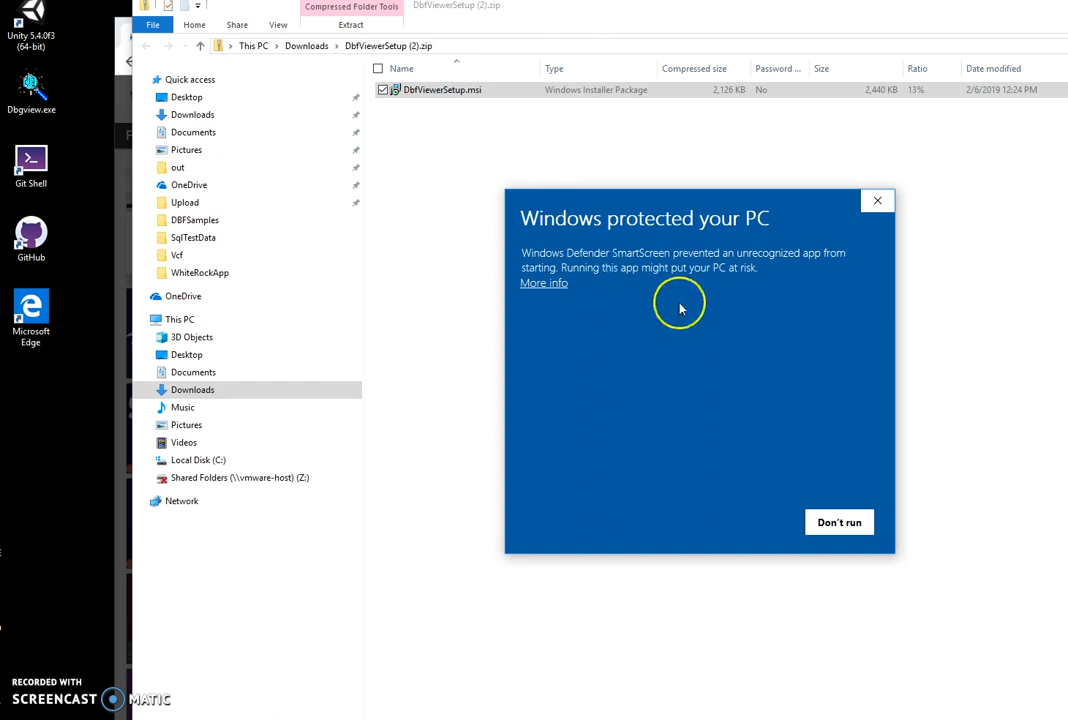 Compressed Folder Tools
DbfViewerSetup (2).zip
File
Home
Share
View
Extract
This PC > Downloads > DbfViewerSetup (2).zip
Name
Type
Compressed size
Password ...
Size
Ratio
Date modified
DbfViewerSetup.msi
Windows Installer Package
2,126 KB
No
2,440 KB
13%
2/6/2019 12:24 PM
Unity 5.4.0f3
(64-bit)
Dbgview.exe
Git Shell
GitHub
Microsoft
Edge
Quick access
Desktop
Downloads
Documents
Pictures
out
OneDrive
Upload
DBFSamples
SqlTestData
Vcf
WhiteRockApp
OneDrive
This PC
3D Objects
Desktop
Documents
Downloads
Music
Pictures
Videos
Local Disk (C:)
Shared Folders (\\vmware-host) (Z:)
Network
Windows protected your PC
Windows Defender SmartScreen prevented an unrecognized app from
starting. Running this app might put your PC at risk.
More info
Don't run
RECORDED WITH
SCREENCAST MATIC